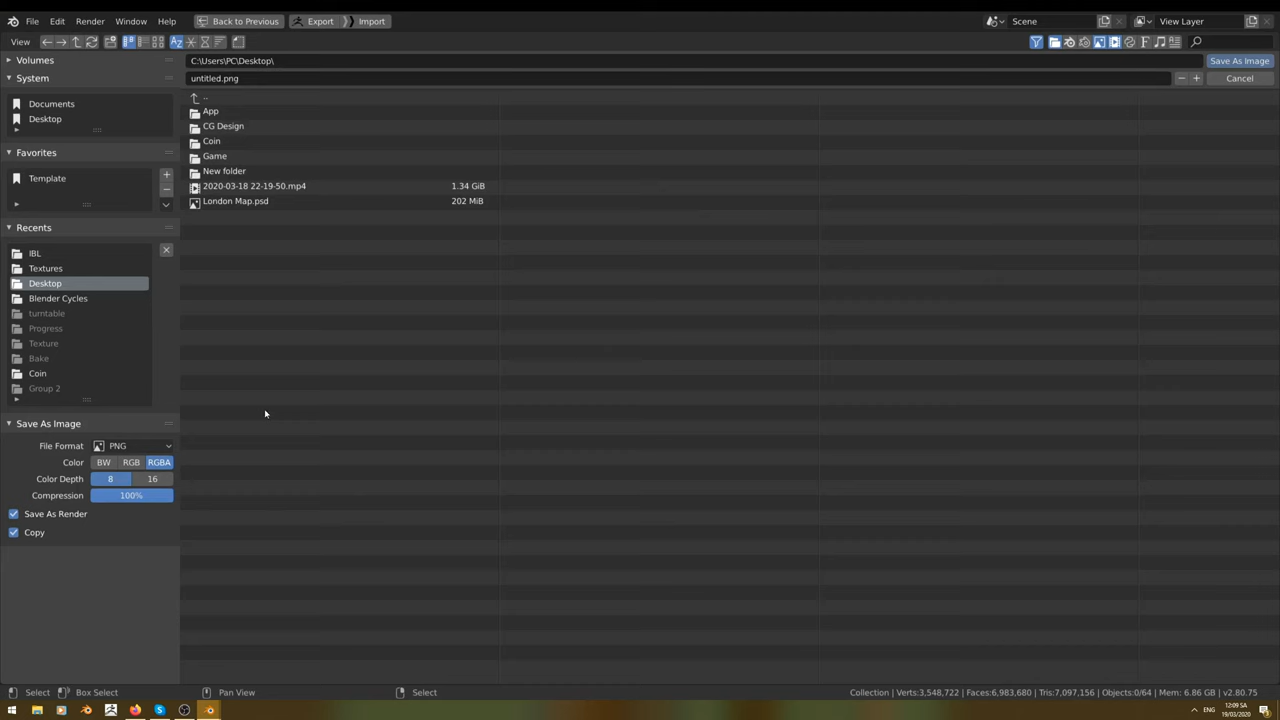 File Edit Render Window Help Back to Previous Export Import Scene View Layer
View
Volumes
C:\Users\PC\Desktop\
Save As Image
System
untitled.png
Cancel
..
Documents
Desktop
App
CG Design
Coin
Favorites
Game
Template
New folder
2020-03-18 22-19-50.mp4 1.34 GiB
London Map.psd 202 MiB
Recents
IBL
Textures
Desktop
Blender Cycles
turntable
Progress
Texture
Bake
Coin
Group 2
Save As Image
File Format PNG
Color BW RGB RGBA
Color Depth 8 16
Compression 100%
Save As Render
Copy
Select Box Select Pan View Select Collection | Verts:3,548,722 | Faces:6,983,680 | Tris:7,097,156 | Objects:0/64 | Mem: 6.86 GB | v2.80.75
ENG
12:09 SA
19/03/2020